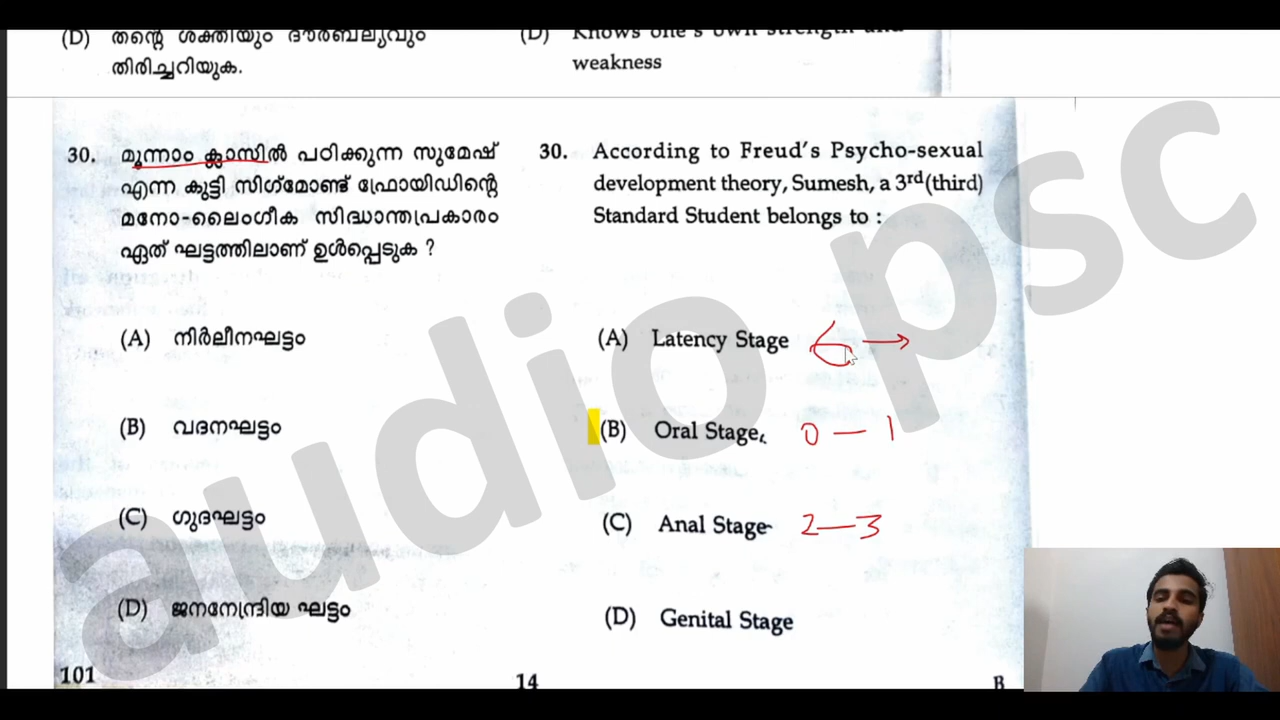 (D) തന്റെ ശക്തിയും ദൗർബല്യവും
തിരിച്ചറിയുക.
(D) Knows one's own strength and
weakness
30. മൂന്നാം ക്ലാസിൽ പഠിക്കുന്ന സുമേഷ്
എന്ന കുട്ടി സിഗ്മോണ്ട് ഫ്രോയിഡിന്റെ
മനോ-ലൈംഗീക സിദ്ധാന്തപ്രകാരം
ഏത് ഘട്ടത്തിലാണ് ഉൾപ്പെടുക ?
(A) നിർലീനഘട്ടം
(B) വദനഘട്ടം
(C) ഗുദഘട്ടം
(D) ജനനേന്ദ്രിയ ഘട്ടം
30. According to Freud's Psycho-sexual
development theory, Sumesh, a 3rd(third)
Standard Student belongs to :
(A) Latency Stage 6 →
(B) Oral Stage 0 — 1
(C) Anal Stage 2 — 3
(D) Genital Stage
101
14
B
audio psc